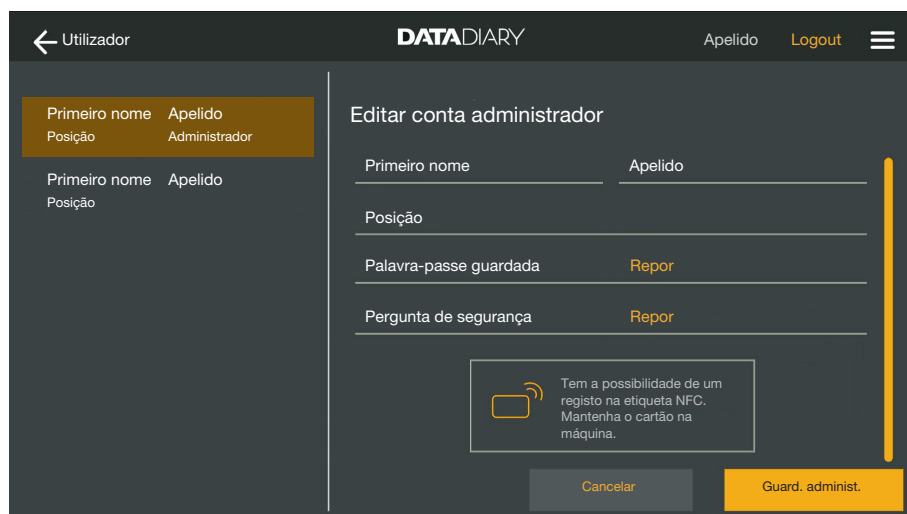 Utilizador
DATADIARY
Apelido
Logout
Primeiro nome Apelido
Posição Administrador
Primeiro nome Apelido
Posição
Editar conta administrador
Primeiro nome Apelido
Posição
Palavra-passe guardada Repor
Pergunta de segurança Repor
Tem a possibilidade de um
registo na etiqueta NFC.
Mantenha o cartão na
máquina.
Cancelar
Guard. administ.